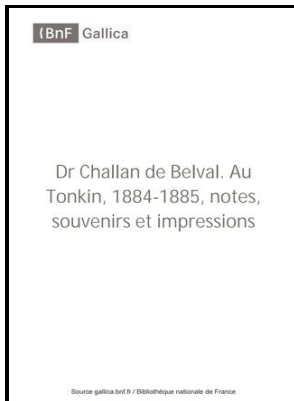 {BnF Gallica
Dr Challan de Belval. Au
Tonkin, 1884-1885, notes,
souvenirs et impressions
Source gallica.bnf.fr / Bibliothèque nationale de France